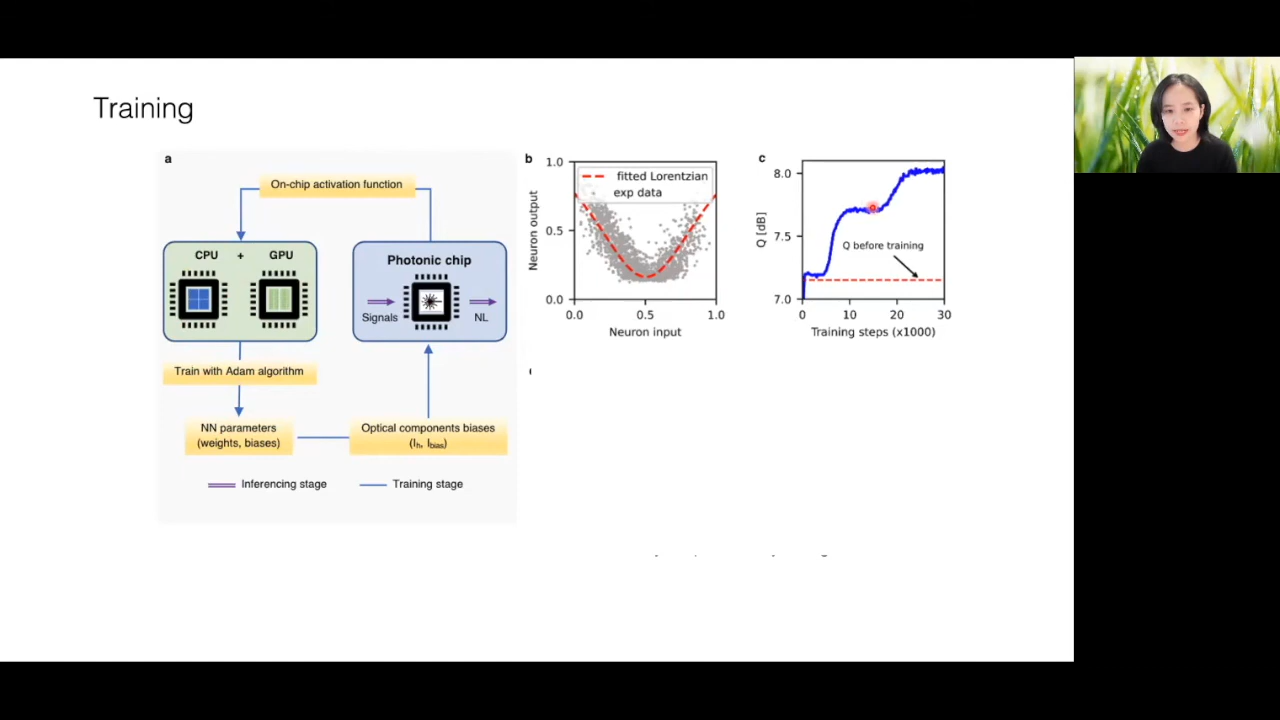 Training
a
On-chip activation function
CPU + GPU
Photonic chip
Signals
NL
Train with Adam algorithm
NN parameters
(weights, biases)
Optical components biases
(Ih, Ibias)
Inferencing stage
Training stage
b
1.0
0.5
0.0
Neuron output
fitted Lorentzian
exp data
0.0 0.5 1.0
Neuron input
c
8.0
7.5
7.0
Q [dB]
Q before training
0 10 20 30
Training steps (x1000)